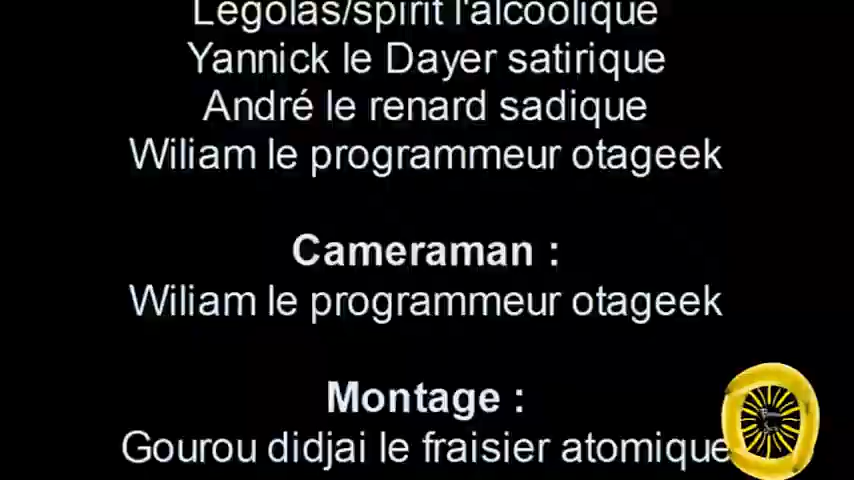 Legolas/spirit l'alcoolique
Yannick le Dayer satirique
André le renard sadique
Wiliam le programmeur otageek
Cameraman :
Wiliam le programmeur otageek
Montage :
Gourou didjai le fraisier atomique